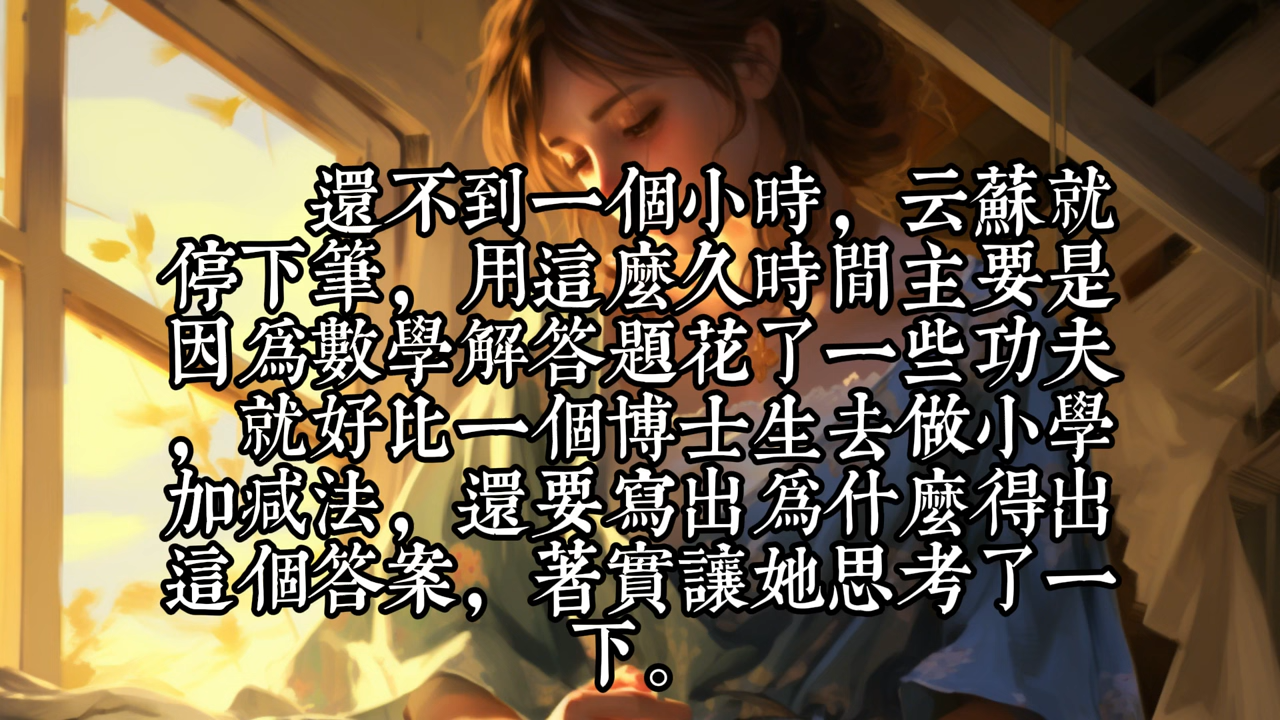 還不到一個小時，云蘇就
停下筆，用這麼久時間主要是
因爲數學解答題花了一些功夫
，就好比一個博士生去做小學
加减法，還要寫出爲什麼得出
這個答案，著實讓她思考了一
下。